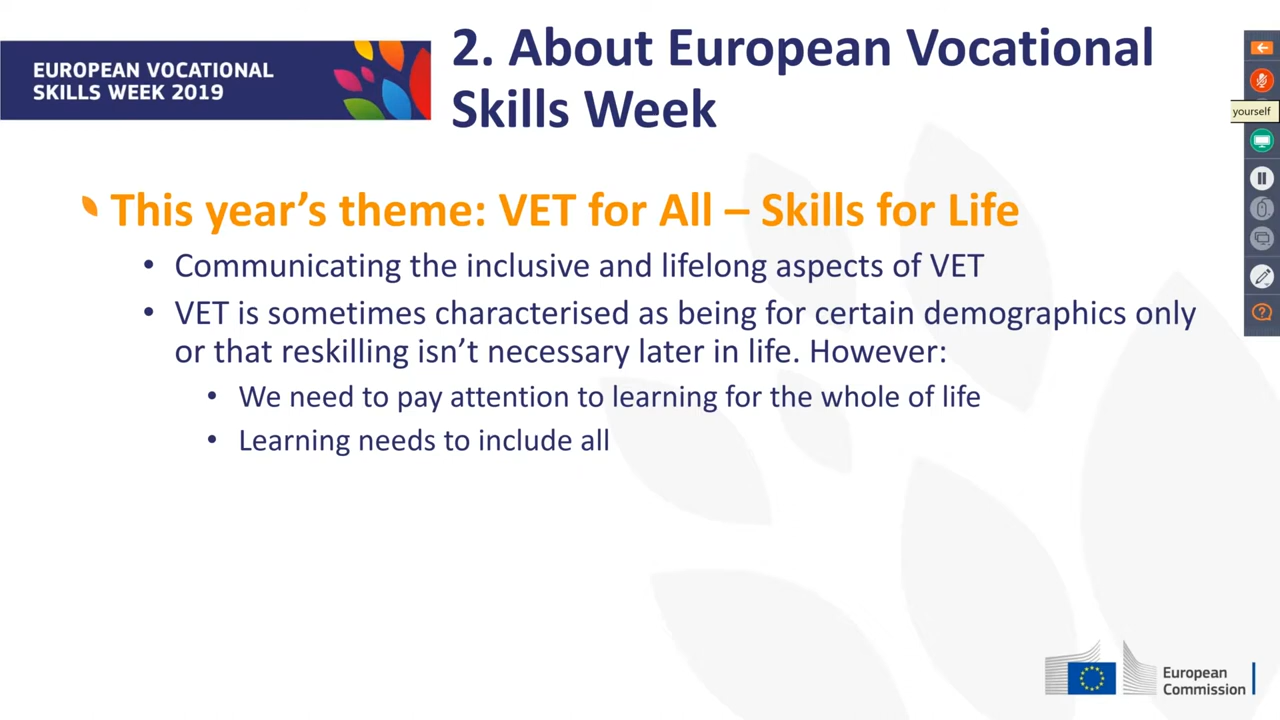 EUROPEAN VOCATIONAL
SKILLS WEEK 2019
2. About European Vocational
Skills Week
This year’s theme: VET for All – Skills for Life
• Communicating the inclusive and lifelong aspects of VET
• VET is sometimes characterised as being for certain demographics only
or that reskilling isn’t necessary later in life. However:
• We need to pay attention to learning for the whole of life
• Learning needs to include all
yourself
European
Commission